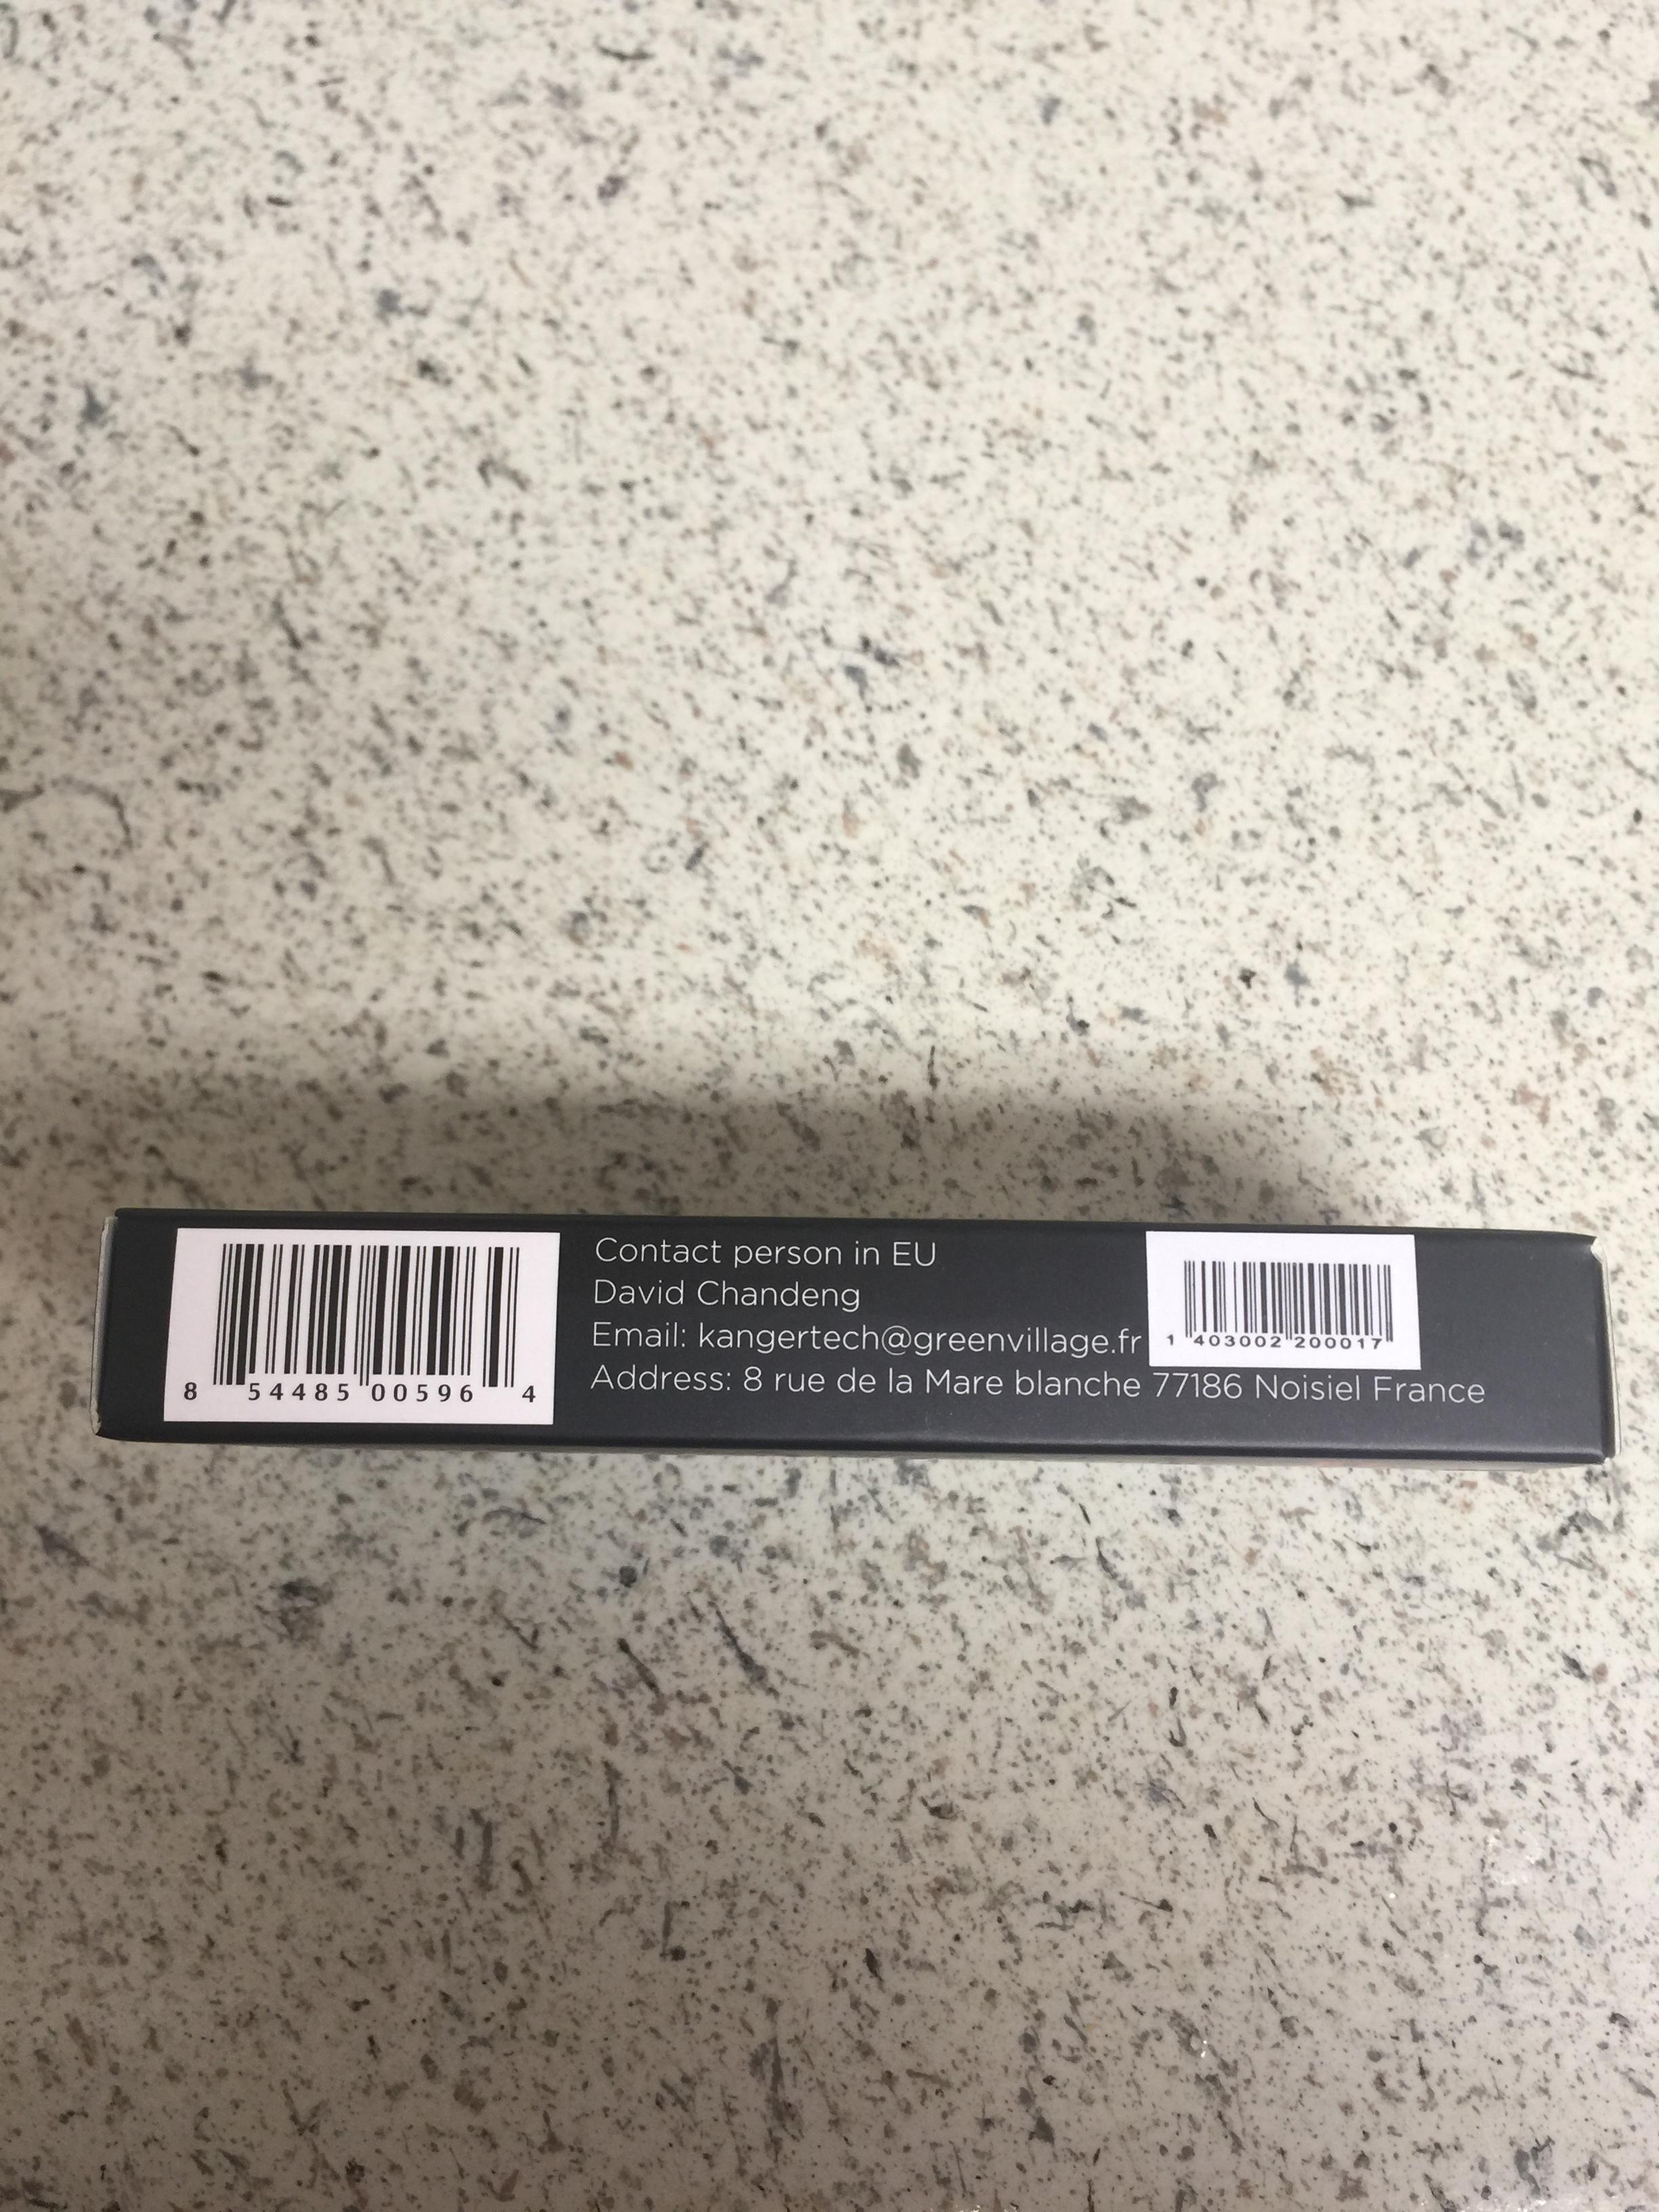 8 54485 00596 4
Contact person in EU
David Chandeng
Email: kangertech@greenvillage.fr
Address: 8 rue de la Mare blanche 77186 Noisiel France
1 403002 200017